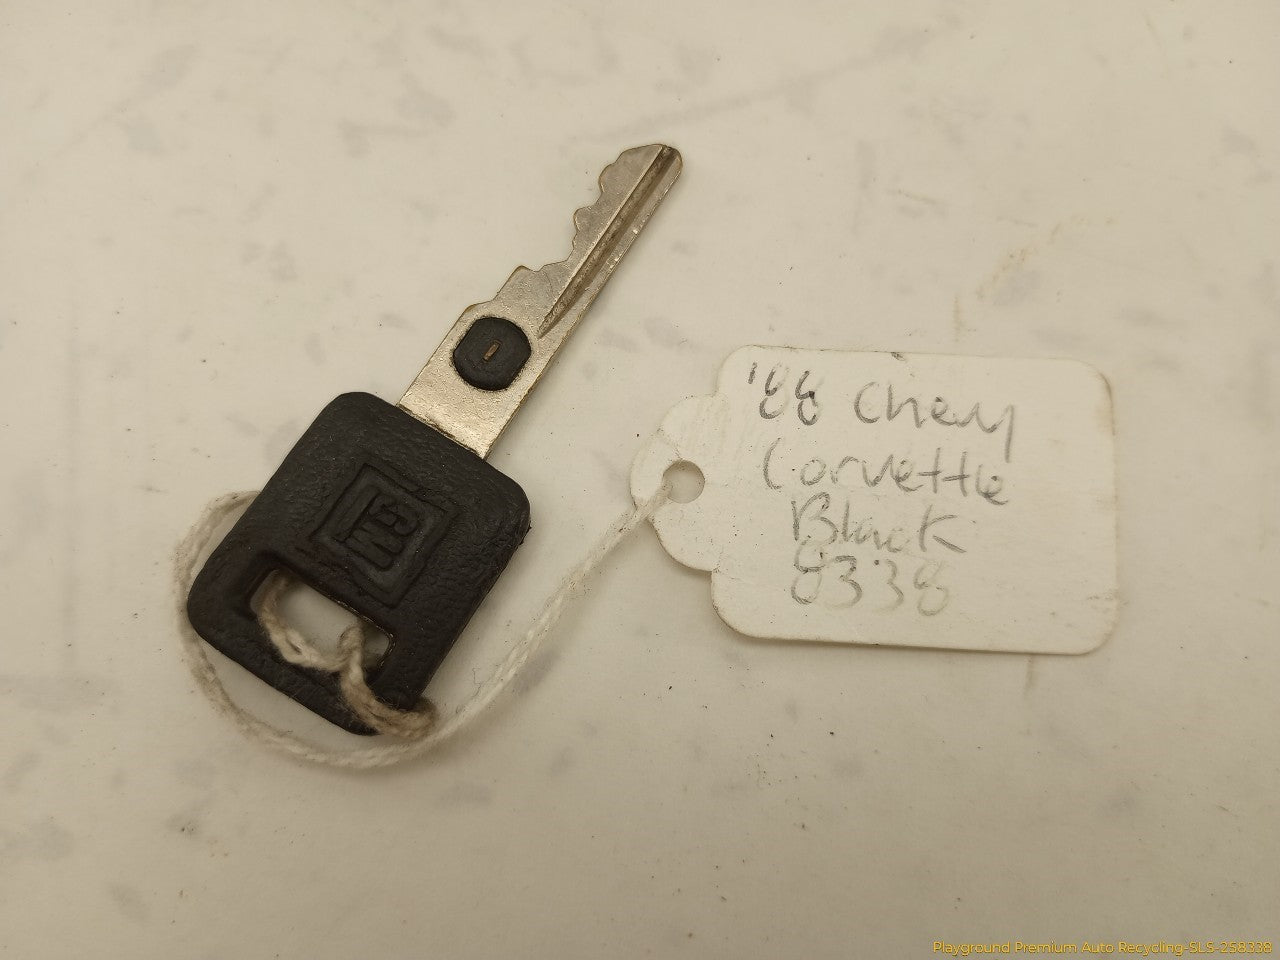 GM
'88 Chevy
Corvette
Black
8338
Playground Premium Auto Recycling-SLS-258338